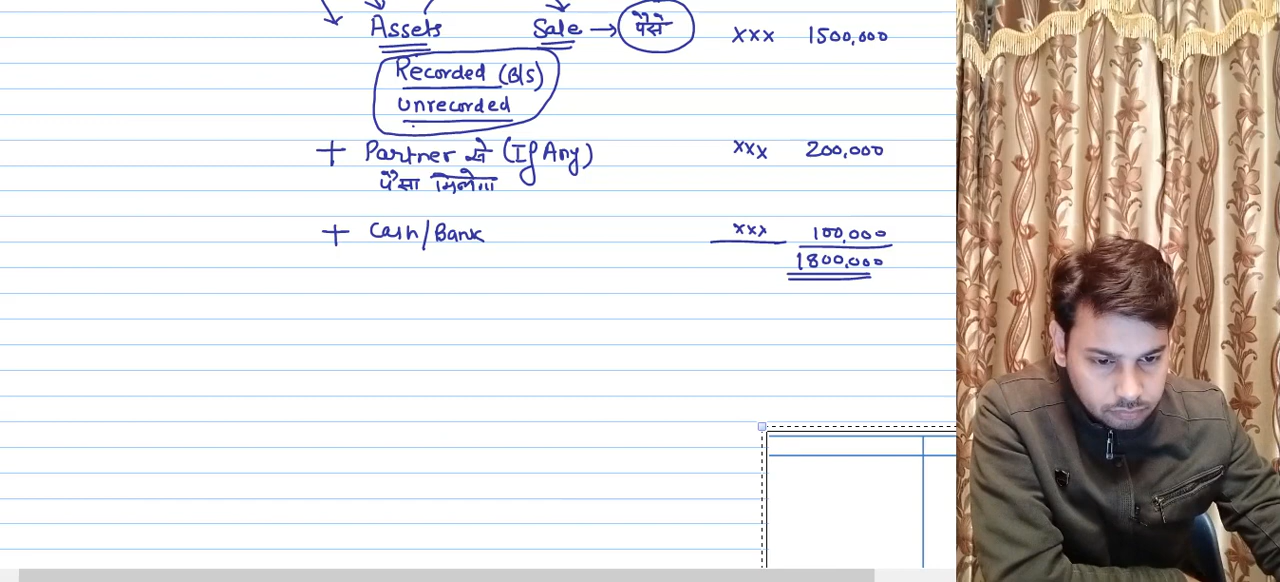 Assets Sale → पैसे xxx 1500,000
Recorded (B/S)
Unrecorded
+ Partner से (If Any) xxx 200,000
पैसा मिलेगा
+ Cash/Bank xxx 100,000
1800,000